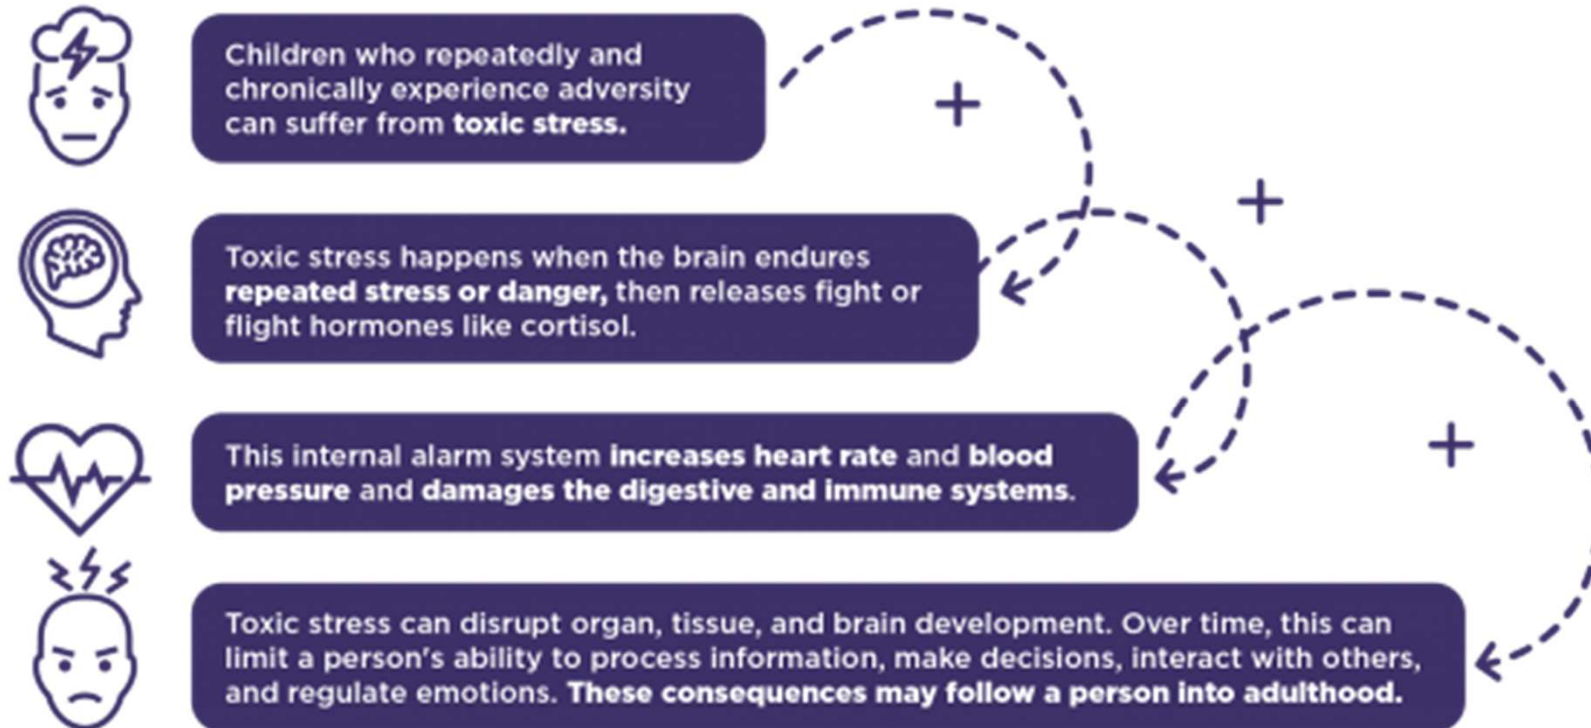 Children who repeatedly and
chronically experience adversity
can suffer from toxic stress.
Toxic stress happens when the brain endures
repeated stress or danger, then releases fight or
flight hormones like cortisol.
This internal alarm system increases heart rate and blood
pressure and damages the digestive and immune systems.
Toxic stress can disrupt organ, tissue, and brain development. Over time, this can
limit a person's ability to process information, make decisions, interact with others,
and regulate emotions. These consequences may follow a person into adulthood.